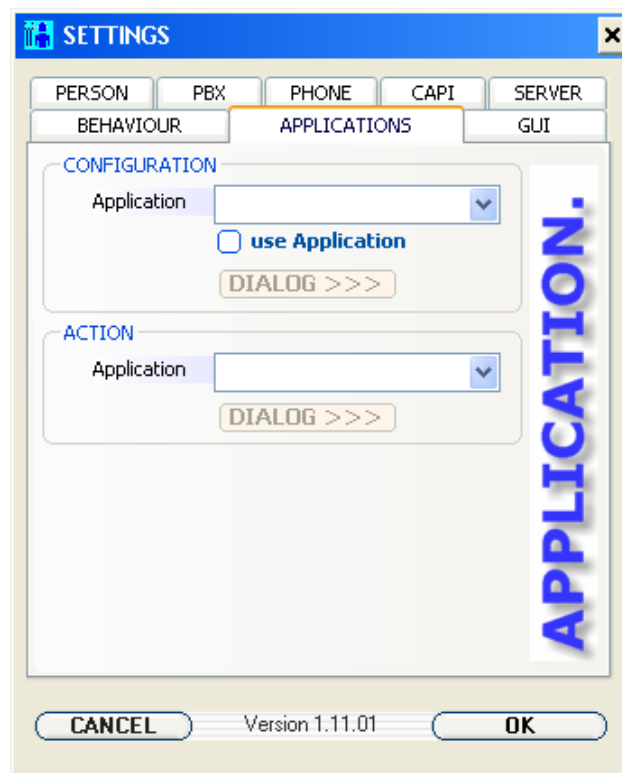 SETTINGS
PERSON PBX PHONE CAPI SERVER
BEHAVIOUR APPLICATIONS GUI
CONFIGURATION
Application
use Application
DIALOG >>>
ACTION
Application
DIALOG >>>
APPLICATION.
CANCEL Version 1.11.01 OK